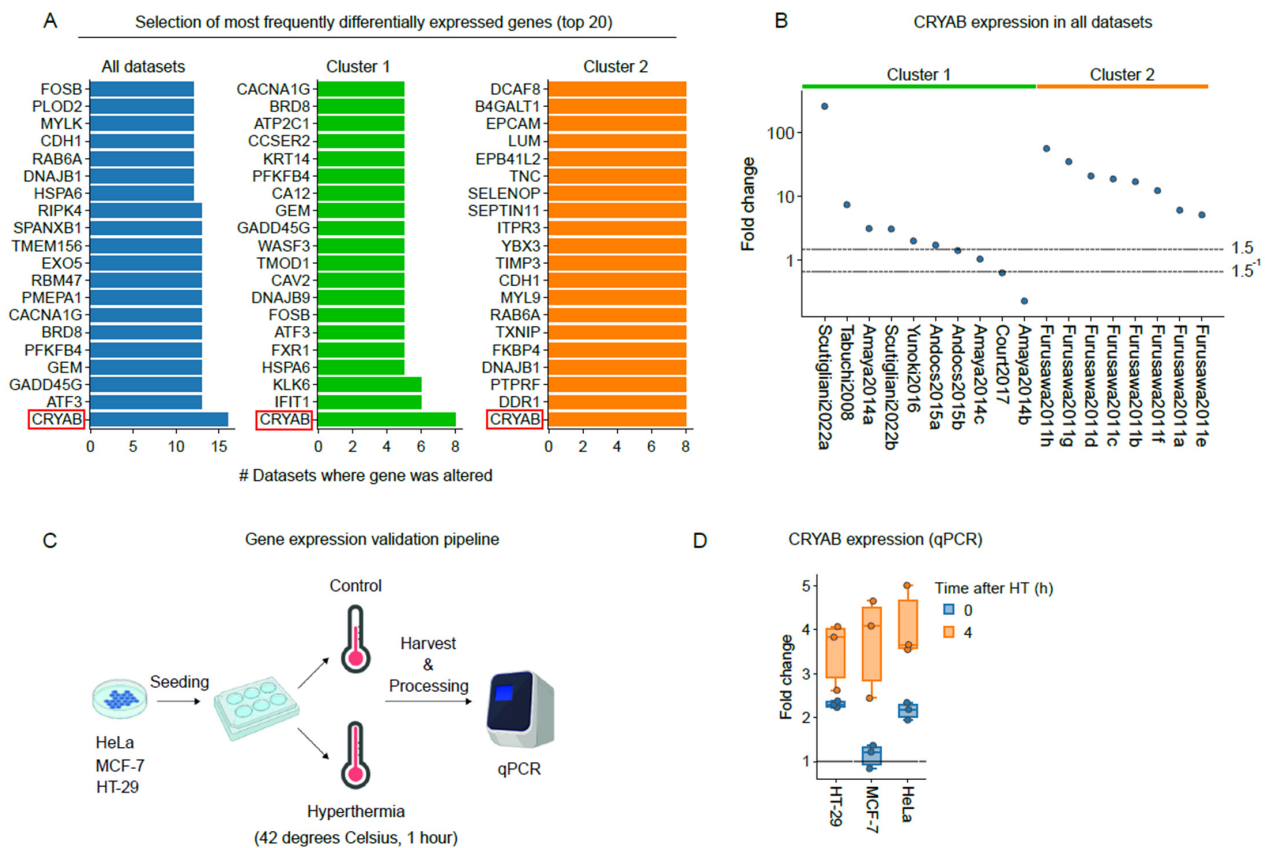 A
Selection of most frequently differentially expressed genes (top 20)
All datasets
FOSB
PLOD2
MYLK
CDH1
RAB6A
DNAJB1
HSPA6
RIPK4
SPANXB1
TMEM156
EXO5
RBM47
PMEPA1
CACNA1G
BRD8
PFKFB4
GEM
GADD45G
ATF3
CRYAB
0 5 10 15
Cluster 1
CACNA1G
BRD8
ATP2C1
CCSER2
KRT14
PFKFB4
CA12
GEM
GADD45G
WASF3
TMOD1
CAV2
DNAJB9
FOSB
ATF3
FXR1
HSPA6
KLK6
IFIT1
CRYAB
0 2 4 6 8
Cluster 2
DCAF8
B4GALT1
EPCAM
LUM
EPB41L2
TNC
SELENOP
SEPTIN11
ITPR3
YBX3
TIMP3
CDH1
MYL9
RAB6A
TXNIP
FKBP4
DNAJB1
PTPRF
DDR1
CRYAB
0 2 4 6 8
# Datasets where gene was altered
B
CRYAB expression in all datasets
Cluster 1
Cluster 2
Fold change
100
10
1
1.5
1.5-1
Scutigliani2022a
Tabuchi2008
Amaya2014a
Scutigliani2022b
Yunoki2016
Andocs2015a
Andocs2015b
Amaya2014c
Court2017
Amaya2014b
Furusawa2011h
Furusawa2011g
Furusawa2011d
Furusawa2011c
Furusawa2011b
Furusawa2011f
Furusawa2011a
Furusawa2011e
C
Gene expression validation pipeline
Control
Seeding
Harvest
&
Processing
HeLa
MCF-7
HT-29
qPCR
Hyperthermia
(42 degrees Celsius, 1 hour)
D
CRYAB expression (qPCR)
Fold change
5
4
3
2
1
HT-29
MCF-7
HeLa
Time after HT (h)
0
4